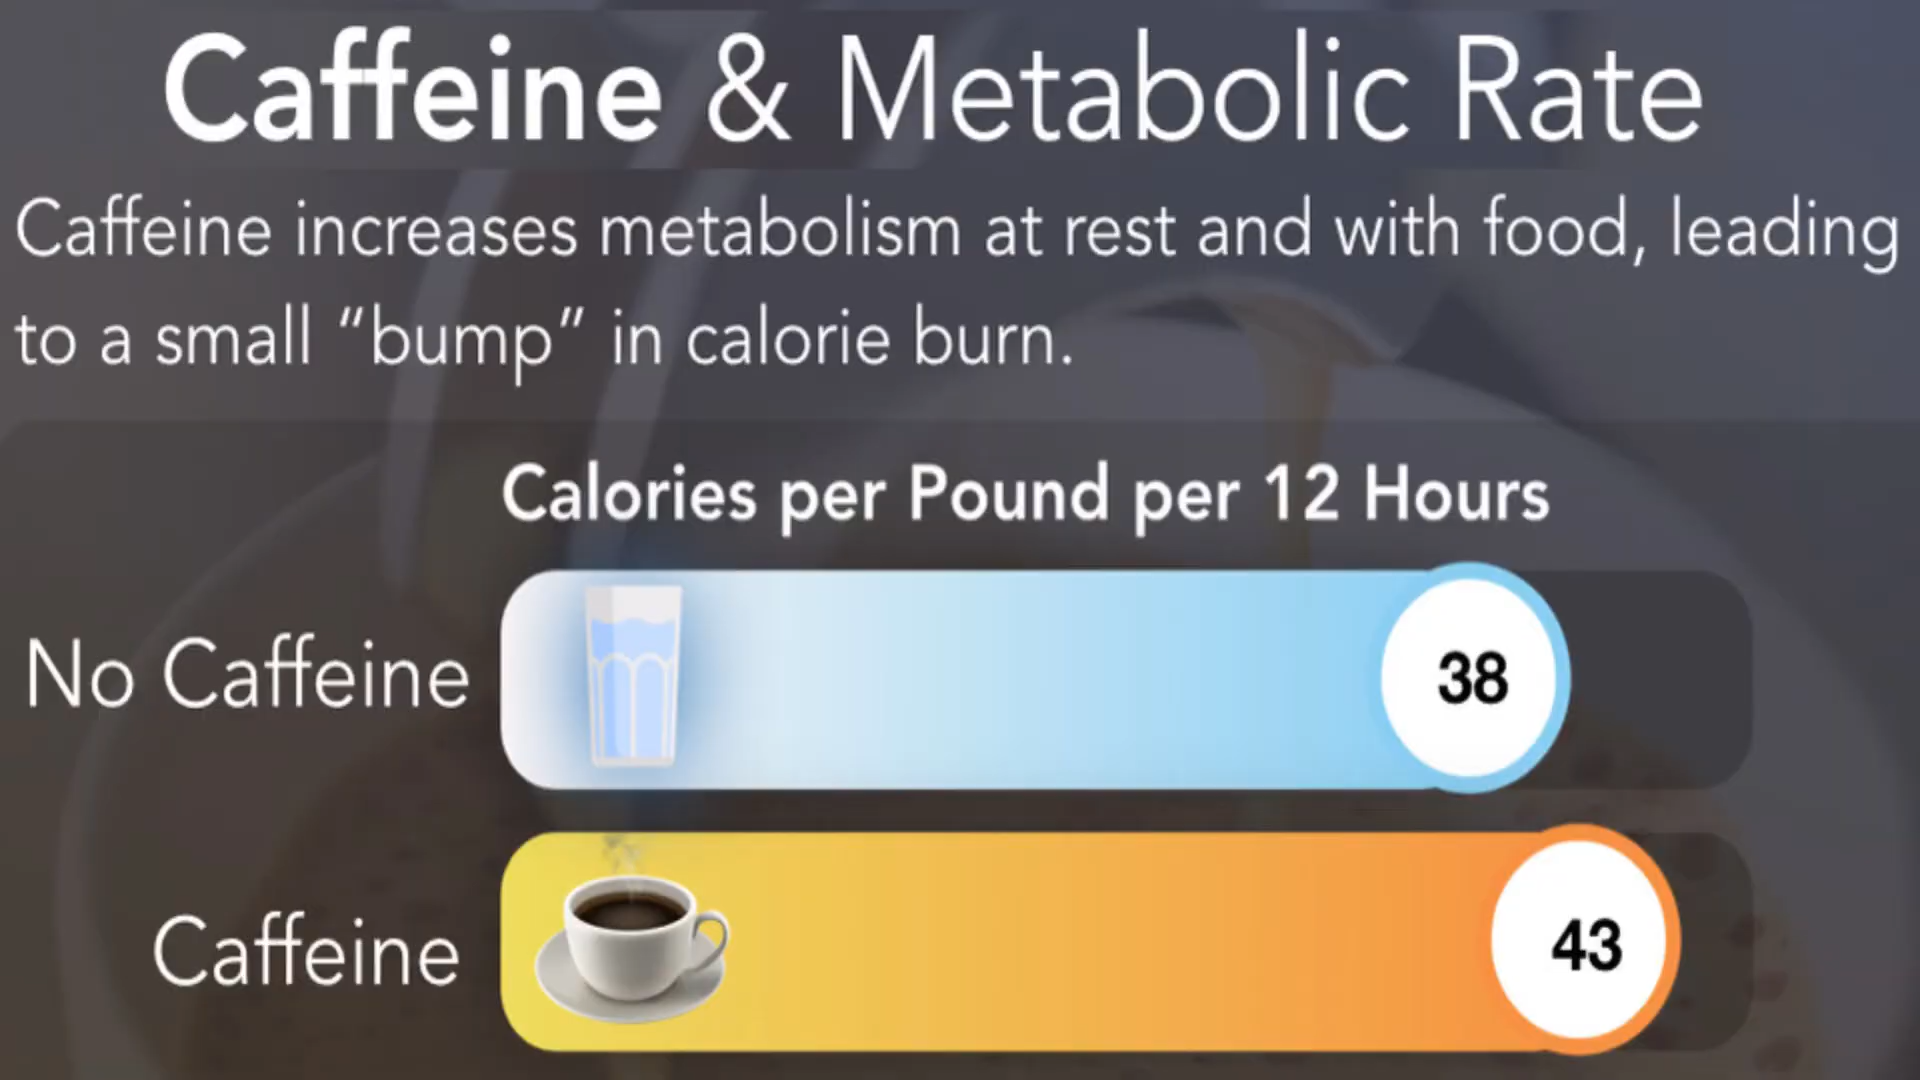 Caffeine & Metabolic Rate
Caffeine increases metabolism at rest and with food, leading
to a small “bump” in calorie burn.
Calories per Pound per 12 Hours
No Caffeine
38
Caffeine
43